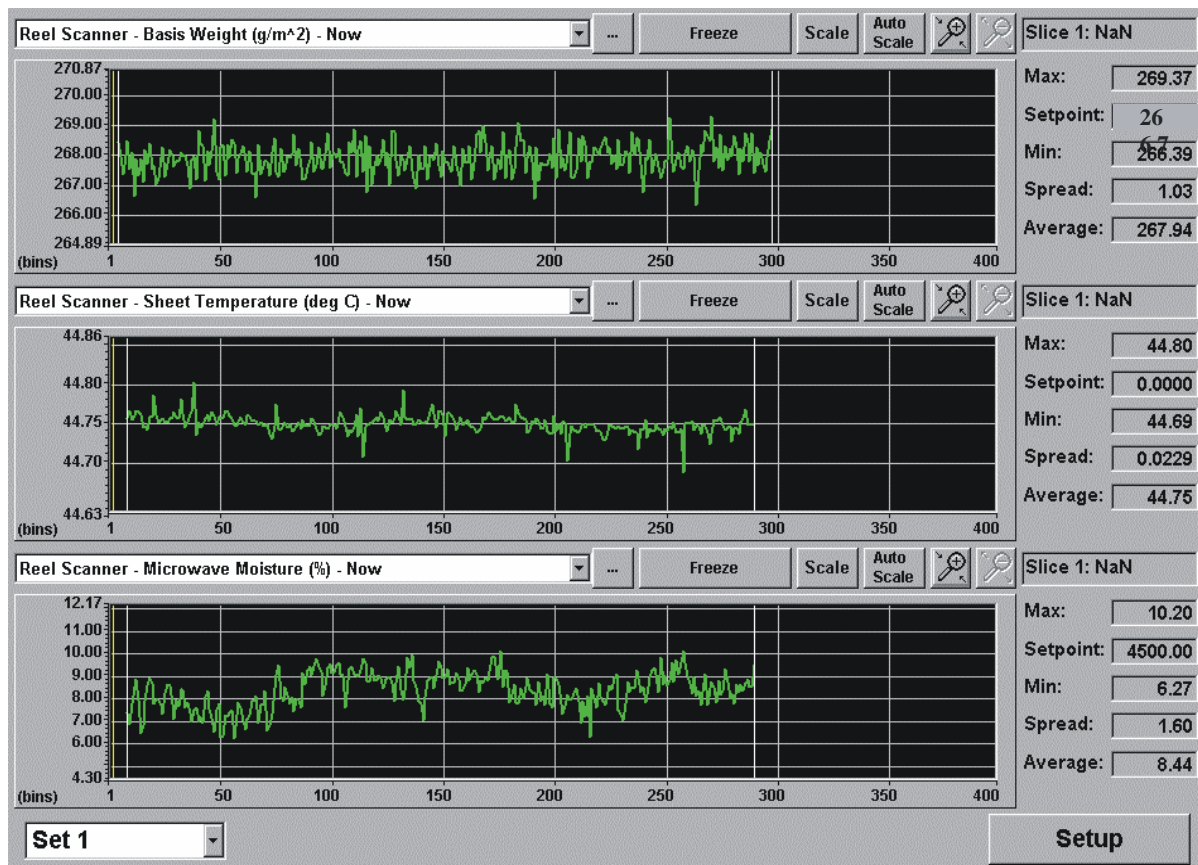 Reel Scanner - Basis Weight (g/m^2) - Now ... Freeze Scale Auto Scale Slice 1: NaN
270.87
270.00
269.00
268.00
267.00
266.00
264.89
(bins) 1 50 100 150 200 250 300 350 400
Max: 269.37
Setpoint: 26
6.7
Min: 266.39
Spread: 1.03
Average: 267.94
Reel Scanner - Sheet Temperature (deg C) - Now ... Freeze Scale Auto Scale Slice 1: NaN
44.86
44.80
44.75
44.70
44.63
(bins) 1 50 100 150 200 250 300 350 400
Max: 44.80
Setpoint: 0.0000
Min: 44.69
Spread: 0.0229
Average: 44.75
Reel Scanner - Microwave Moisture (%) - Now ... Freeze Scale Auto Scale Slice 1: NaN
12.17
11.00
10.00
9.00
8.00
7.00
6.00
4.30
(bins) 1 50 100 150 200 250 300 350 400
Max: 10.20
Setpoint: 4500.00
Min: 6.27
Spread: 1.60
Average: 8.44
Set 1 Setup